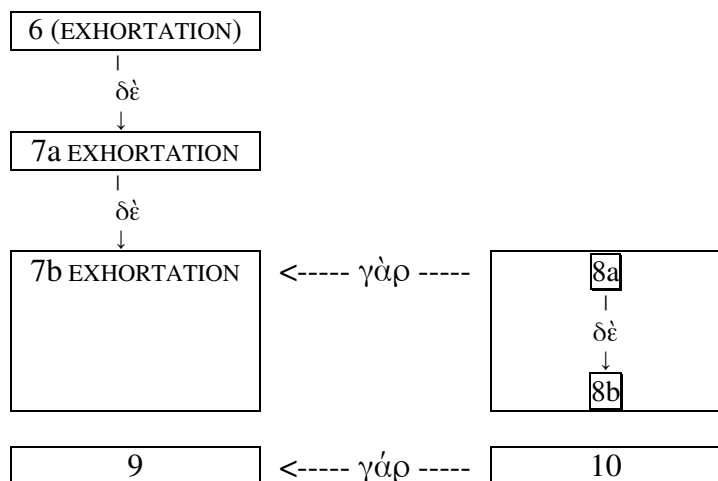 6 (EXHORTATION)
δὲ
↓
7a EXHORTATION
δὲ
↓
7b EXHORTATION <----- γὰρ ----- 8a
δὲ
↓
8b
9 <----- γάρ ----- 10